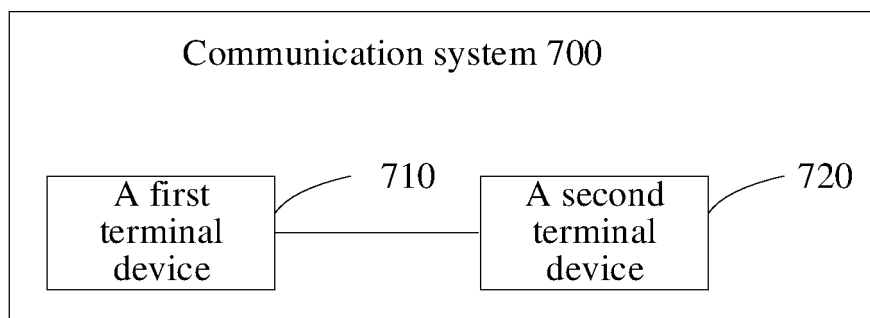 Communication system 700
710
720
A first
terminal
device
A second
terminal
device